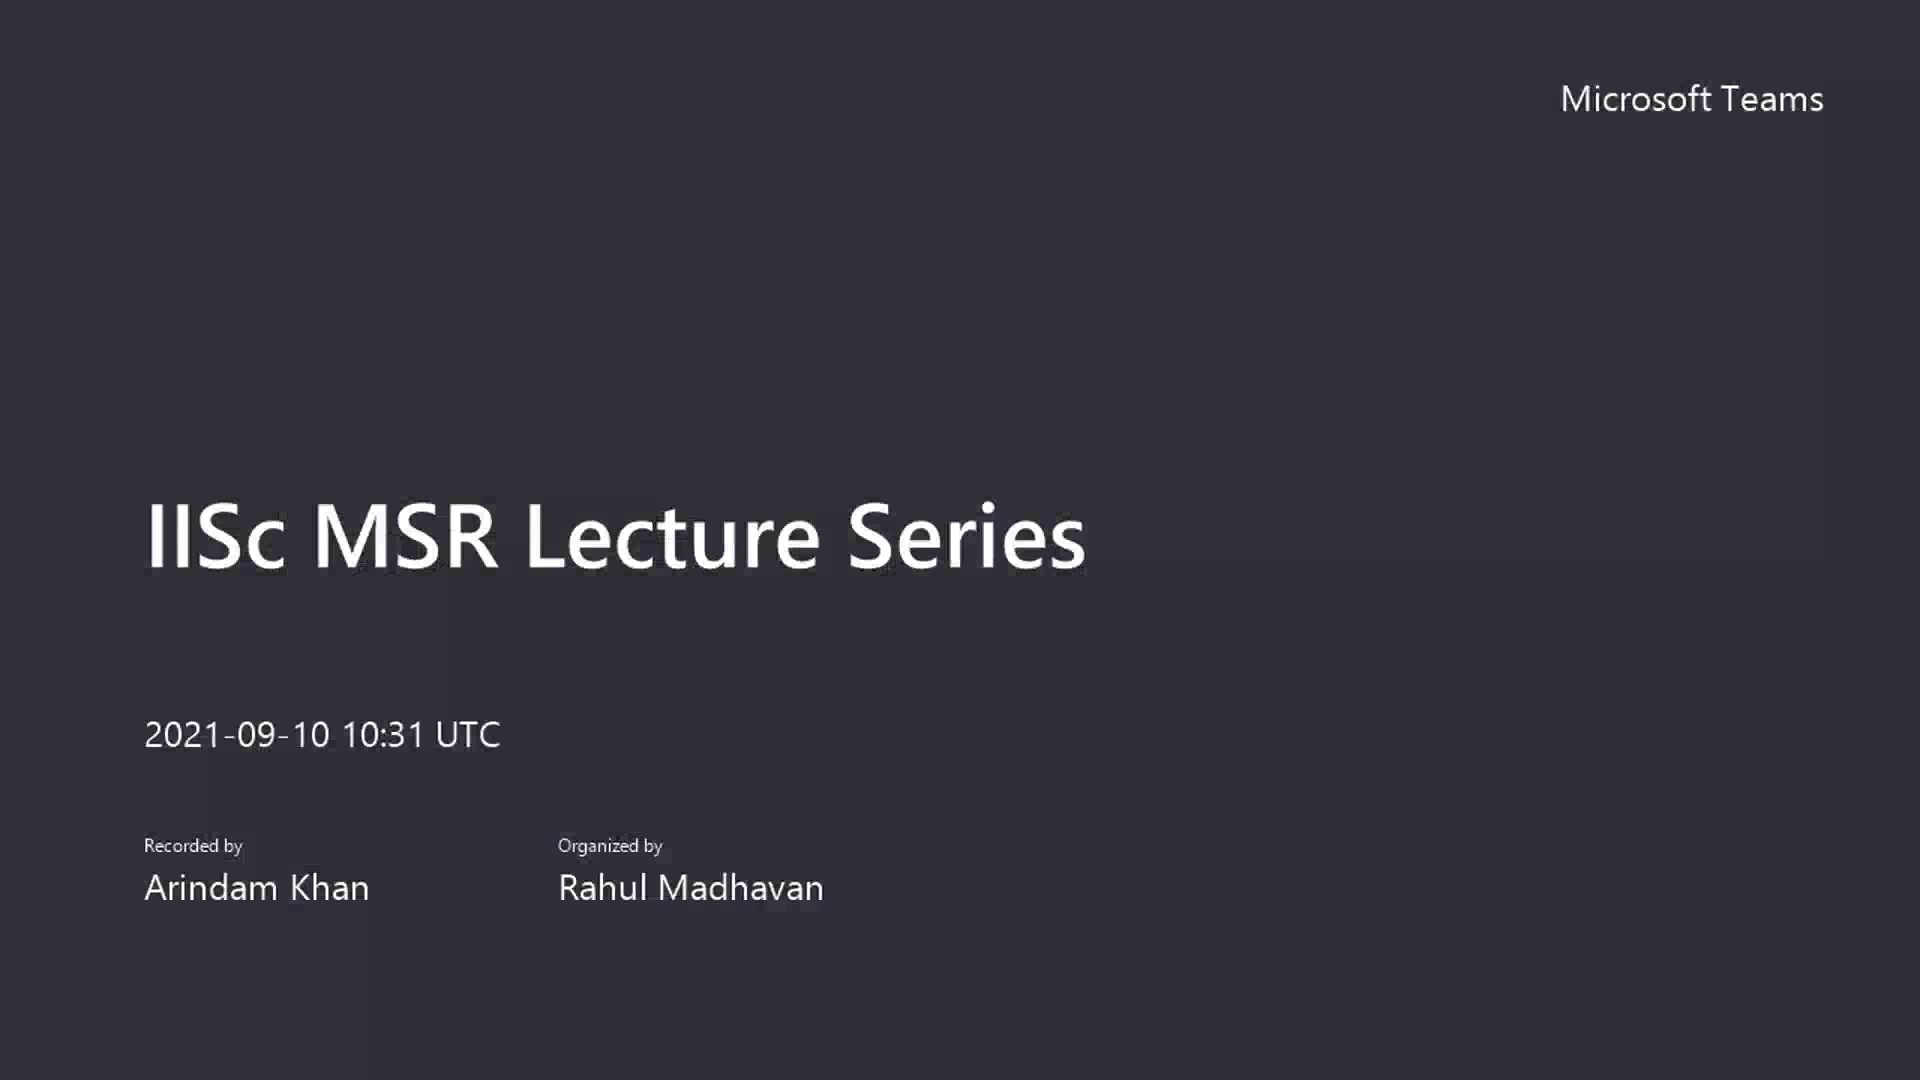 Microsoft Teams
IISc MSR Lecture Series
2021-09-10 10:31 UTC
Recorded by
Arindam Khan
Organized by
Rahul Madhavan